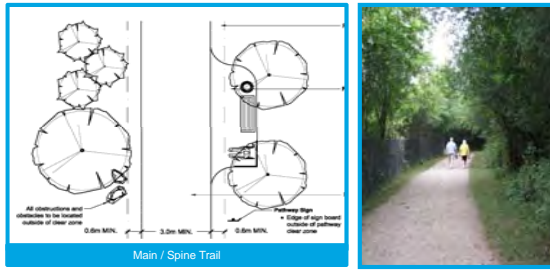 All obstructions and
obstacles to be located
outside of clear zone
0.6m MIN.
3.0m MIN.
0.6m MIN.
Pathway Sign
• Edge of sign board
outside of pathway
clear zone
Main / Spine Trail